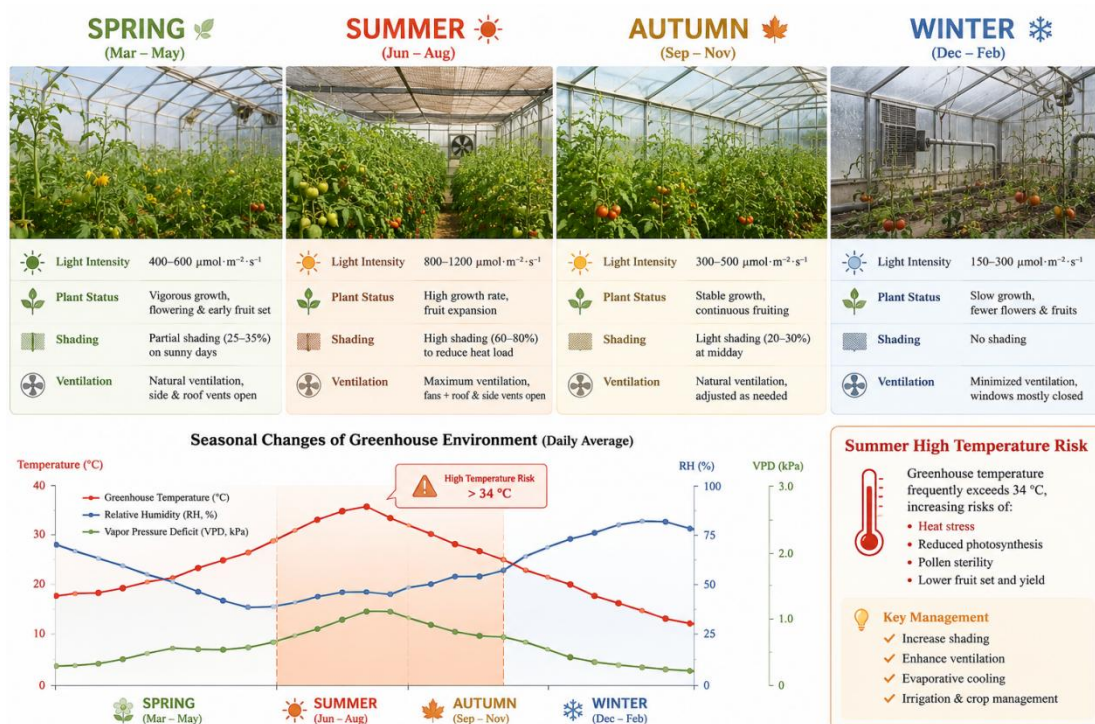 SPRING
(Mar – May)
Light Intensity 400–600 μmol·m⁻²·s⁻¹
Plant Status Vigorous growth,
flowering & early fruit set
Shading Partial shading (25–35%)
on sunny days
Ventilation Natural ventilation,
side & roof vents open
SUMMER
(Jun – Aug)
Light Intensity 800–1200 μmol·m⁻²·s⁻¹
Plant Status High growth rate,
fruit expansion
Shading High shading (60–80%)
to reduce heat load
Ventilation Maximum ventilation,
fans + roof & side vents open
AUTUMN
(Sep – Nov)
Light Intensity 300–500 μmol·m⁻²·s⁻¹
Plant Status Stable growth,
continuous fruiting
Shading Light shading (20–30%)
at midday
Ventilation Natural ventilation,
adjusted as needed
WINTER
(Dec – Feb)
Light Intensity 150–300 μmol·m⁻²·s⁻¹
Plant Status Slow growth,
fewer flowers & fruits
Shading No shading
Ventilation Minimized ventilation,
windows mostly closed
Seasonal Changes of Greenhouse Environment (Daily Average)
Temperature (°C)
RH (%)
VPD (kPa)
40
30
20
10
0
Greenhouse Temperature (°C)
Relative Humidity (RH, %)
Vapor Pressure Deficit (VPD, kPa)
High Temperature Risk
> 34 °C
100
75
50
25
0
3.0
2.0
1.0
0
SPRING
(Mar – May)
SUMMER
(Jun – Aug)
AUTUMN
(Sep – Nov)
WINTER
(Dec – Feb)
Summer High Temperature Risk
Greenhouse temperature
frequently exceeds 34 °C,
increasing risks of:
• Heat stress
• Reduced photosynthesis
• Pollen sterility
• Lower fruit set and yield
Key Management
✓ Increase shading
✓ Enhance ventilation
✓ Evaporative cooling
✓ Irrigation & crop management